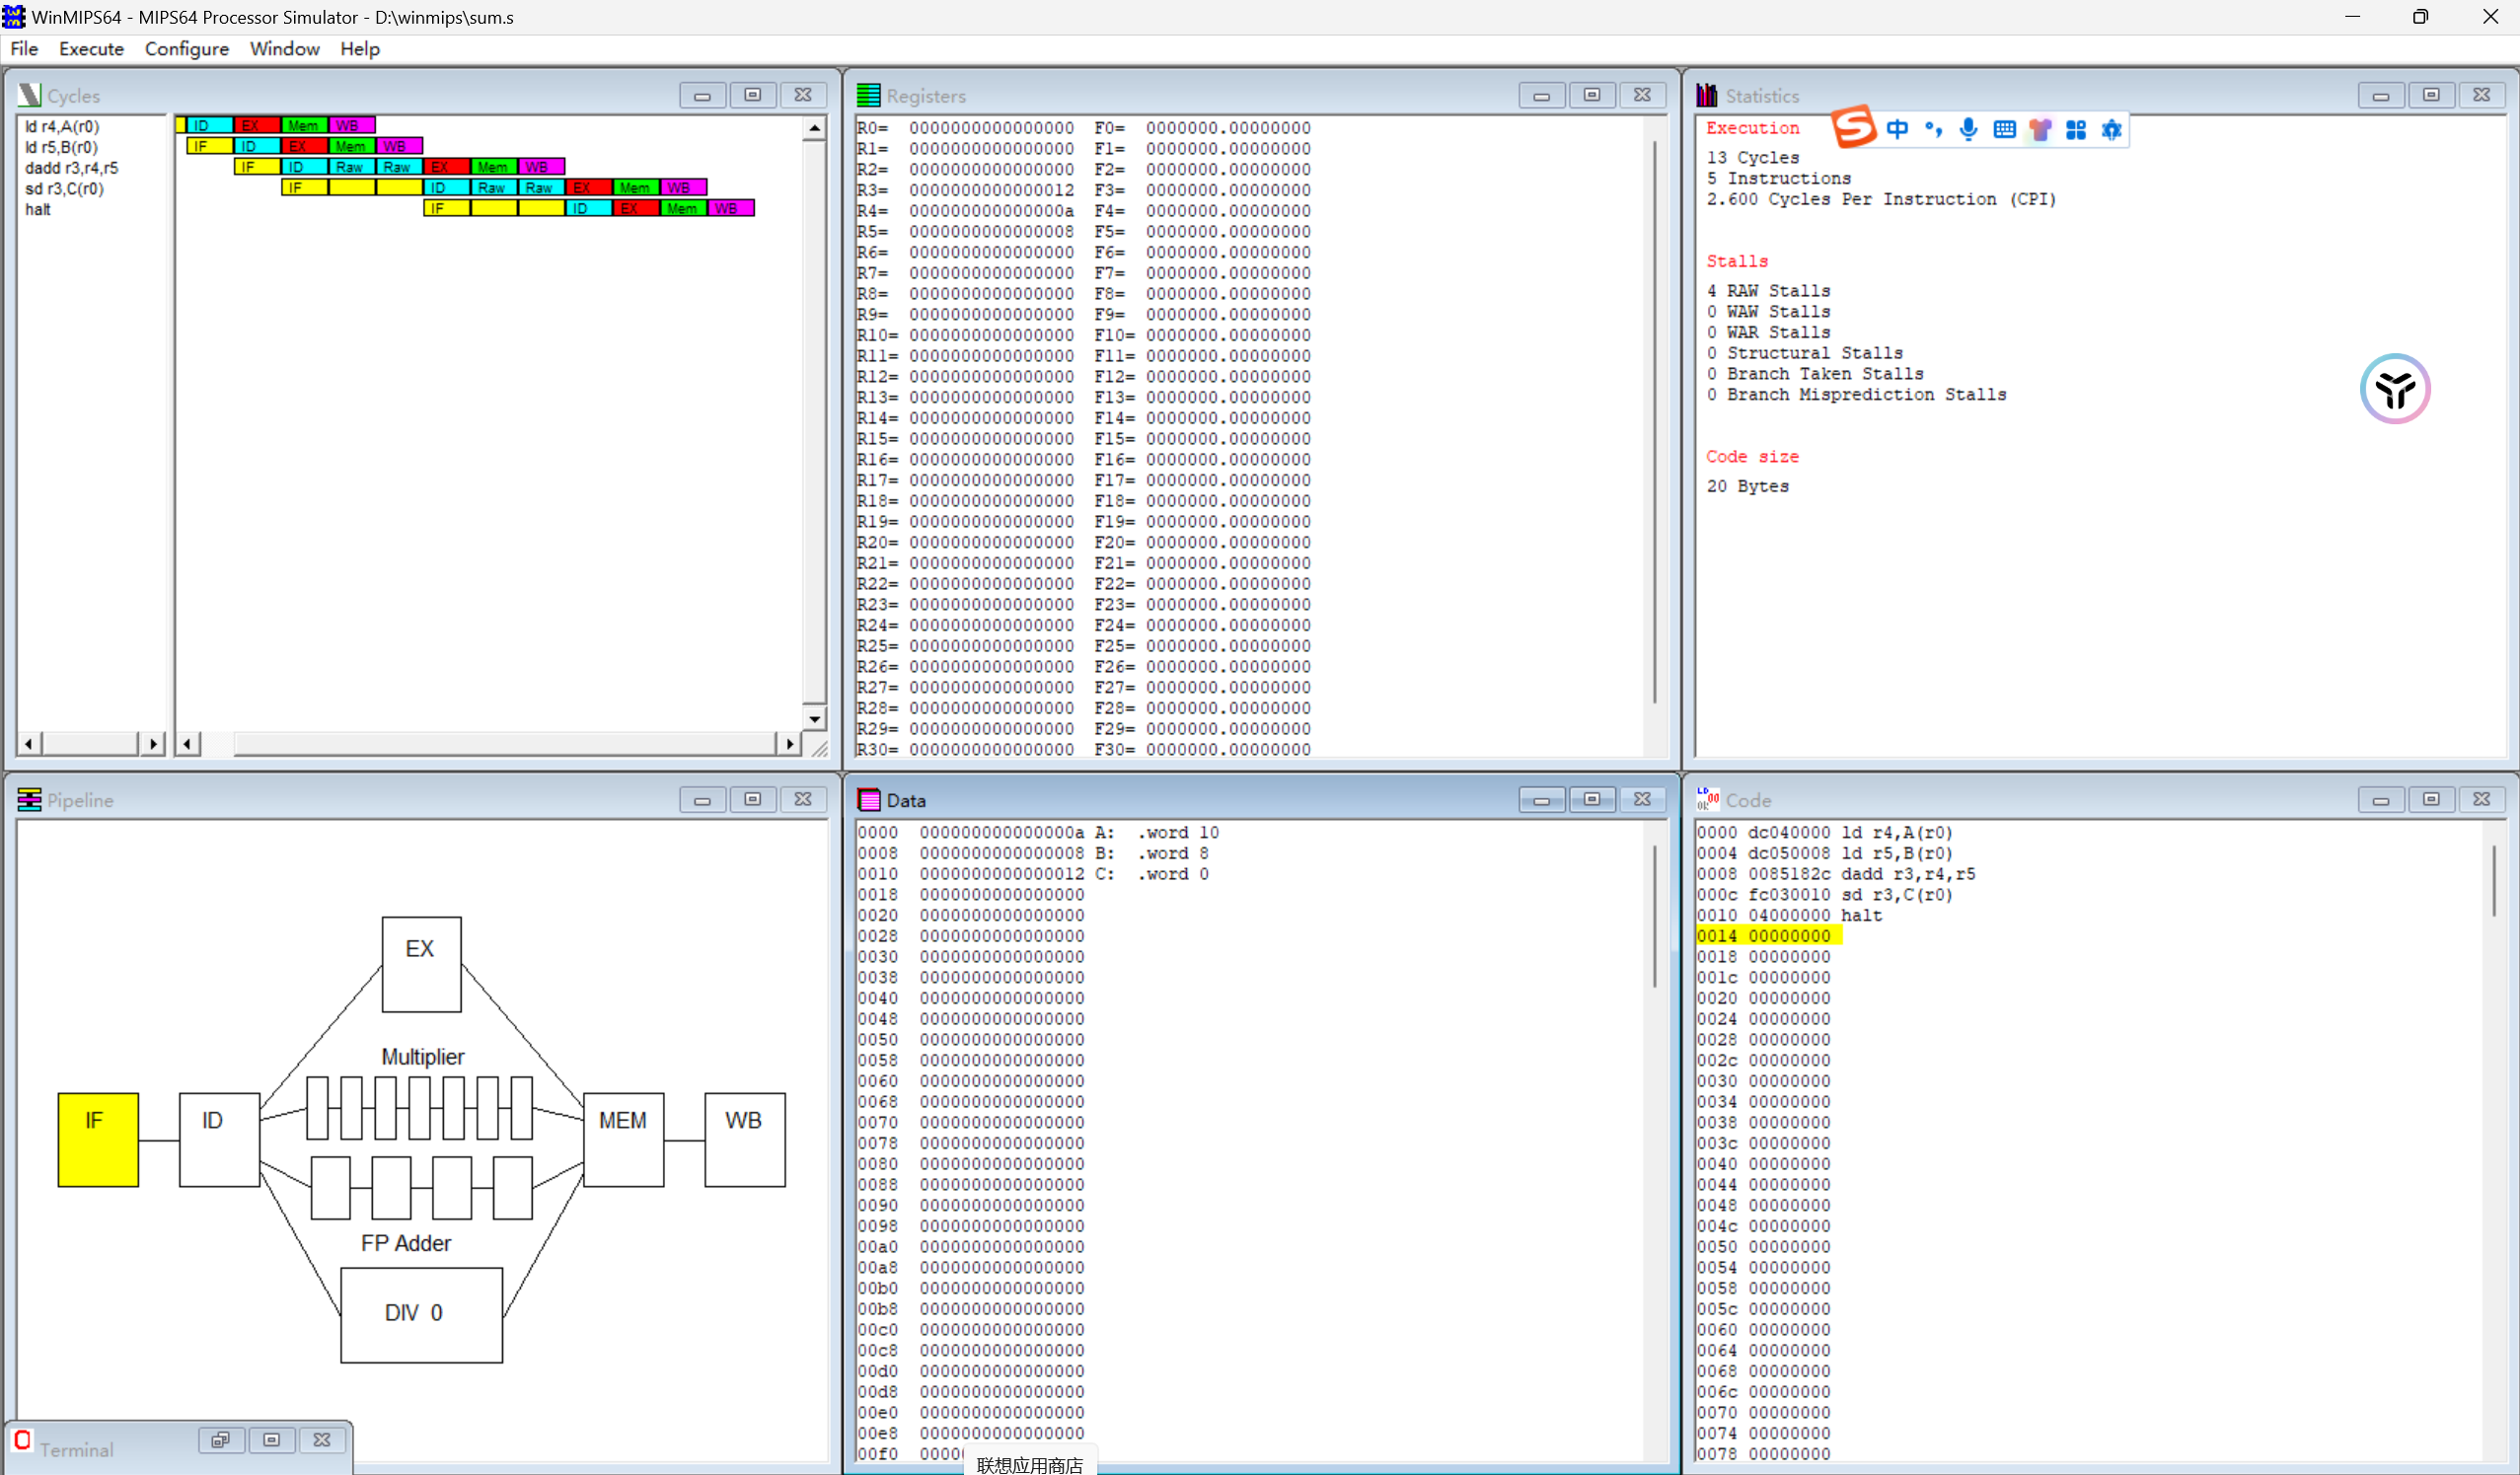 WinMIPS64 - MIPS64 Processor Simulator - D:\winmips\sum.s
File Execute Configure Window Help
Cycles
ld r4,A(r0)
ld r5,B(r0)
dadd r3,r4,r5
sd r3,C(r0)
halt
ID EX Mem WB
IF ID EX Mem WB
IF ID Raw Raw EX Mem WB
IF ID Raw Raw EX Mem WB
IF ID EX Mem WB
Registers
R0= 0000000000000000 F0= 0000000.00000000
R1= 0000000000000000 F1= 0000000.00000000
R2= 0000000000000000 F2= 0000000.00000000
R3= 0000000000000012 F3= 0000000.00000000
R4= 000000000000000a F4= 0000000.00000000
R5= 0000000000000008 F5= 0000000.00000000
R6= 0000000000000000 F6= 0000000.00000000
R7= 0000000000000000 F7= 0000000.00000000
R8= 0000000000000000 F8= 0000000.00000000
R9= 0000000000000000 F9= 0000000.00000000
R10= 0000000000000000 F10= 0000000.00000000
R11= 0000000000000000 F11= 0000000.00000000
R12= 0000000000000000 F12= 0000000.00000000
R13= 0000000000000000 F13= 0000000.00000000
R14= 0000000000000000 F14= 0000000.00000000
R15= 0000000000000000 F15= 0000000.00000000
R16= 0000000000000000 F16= 0000000.00000000
R17= 0000000000000000 F17= 0000000.00000000
R18= 0000000000000000 F18= 0000000.00000000
R19= 0000000000000000 F19= 0000000.00000000
R20= 0000000000000000 F20= 0000000.00000000
R21= 0000000000000000 F21= 0000000.00000000
R22= 0000000000000000 F22= 0000000.00000000
R23= 0000000000000000 F23= 0000000.00000000
R24= 0000000000000000 F24= 0000000.00000000
R25= 0000000000000000 F25= 0000000.00000000
R26= 0000000000000000 F26= 0000000.00000000
R27= 0000000000000000 F27= 0000000.00000000
R28= 0000000000000000 F28= 0000000.00000000
R29= 0000000000000000 F29= 0000000.00000000
R30= 0000000000000000 F30= 0000000.00000000
Statistics
S 中
Execution
13 Cycles
5 Instructions
2.600 Cycles Per Instruction (CPI)
Stalls
4 RAW Stalls
0 WAW Stalls
0 WAR Stalls
0 Structural Stalls
0 Branch Taken Stalls
0 Branch Misprediction Stalls
Code size
20 Bytes
Pipeline
EX
Multiplier
IF ID MEM WB
FP Adder
DIV 0
Terminal
Data
0000 000000000000000a A: .word 10
0008 0000000000000008 B: .word 8
0010 0000000000000012 C: .word 0
0018 0000000000000000
0020 0000000000000000
0028 0000000000000000
0030 0000000000000000
0038 0000000000000000
0040 0000000000000000
0048 0000000000000000
0050 0000000000000000
0058 0000000000000000
0060 0000000000000000
0068 0000000000000000
0070 0000000000000000
0078 0000000000000000
0080 0000000000000000
0088 0000000000000000
0090 0000000000000000
0098 0000000000000000
00a0 0000000000000000
00a8 0000000000000000
00b0 0000000000000000
00b8 0000000000000000
00c0 0000000000000000
00c8 0000000000000000
00d0 0000000000000000
00d8 0000000000000000
00e0 0000000000000000
00e8 0000000000000000
00f0
联想应用商店
Code
0000 dc040000 ld r4,A(r0)
0004 dc050008 ld r5,B(r0)
0008 0085182c dadd r3,r4,r5
000c fc030010 sd r3,C(r0)
0010 04000000 halt
0014 00000000
0018 00000000
001c 00000000
0020 00000000
0024 00000000
0028 00000000
002c 00000000
0030 00000000
0034 00000000
0038 00000000
003c 00000000
0040 00000000
0044 00000000
0048 00000000
004c 00000000
0050 00000000
0054 00000000
0058 00000000
005c 00000000
0060 00000000
0064 00000000
0068 00000000
006c 00000000
0070 00000000
0074 00000000
0078 00000000